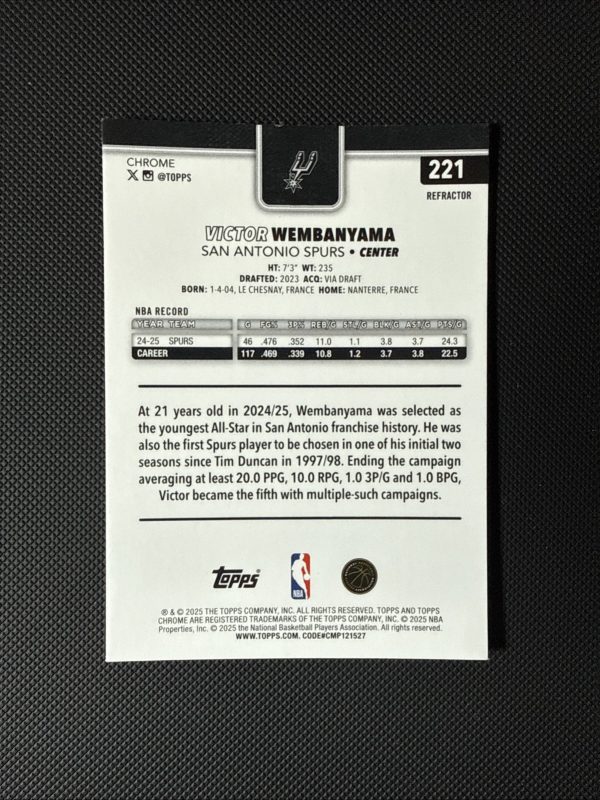 CHROME
221
@TOPPS
REFRACTOR
VICTOR WEMBANYAMA
SAN ANTONIO SPURS • CENTER
HT: 7'3" WT: 235
DRAFTED: 2023 ACQ: VIA DRAFT
BORN: 1-4-04, LE CHESNAY, FRANCE HOME: NANTERRE, FRANCE
NBA RECORD
YEAR TEAM G FG% 3P% REB/G STL/G BLK/G AST/G PTS/G
24-25 SPURS 46 .476 .352 11.0 1.1 3.8 3.7 24.3
CAREER 117 .469 .339 10.8 1.2 3.7 3.8 22.5
At 21 years old in 2024/25, Wembanyama was selected as
the youngest All-Star in San Antonio franchise history. He was
also the first Spurs player to be chosen in one of his initial two
seasons since Tim Duncan in 1997/98. Ending the campaign
averaging at least 20.0 PPG, 10.0 RPG, 1.0 3P/G and 1.0 BPG,
Victor became the fifth with multiple-such campaigns.
Topps
NBA
® & © 2025 THE TOPPS COMPANY, INC. ALL RIGHTS RESERVED. TOPPS AND TOPPS
CHROME ARE REGISTERED TRADEMARKS OF THE TOPPS COMPANY, INC. © 2025 NBA
Properties, Inc. © 2025 the National Basketball Players Association. All rights reserved.
WWW.TOPPS.COM. CODE#CMP121527